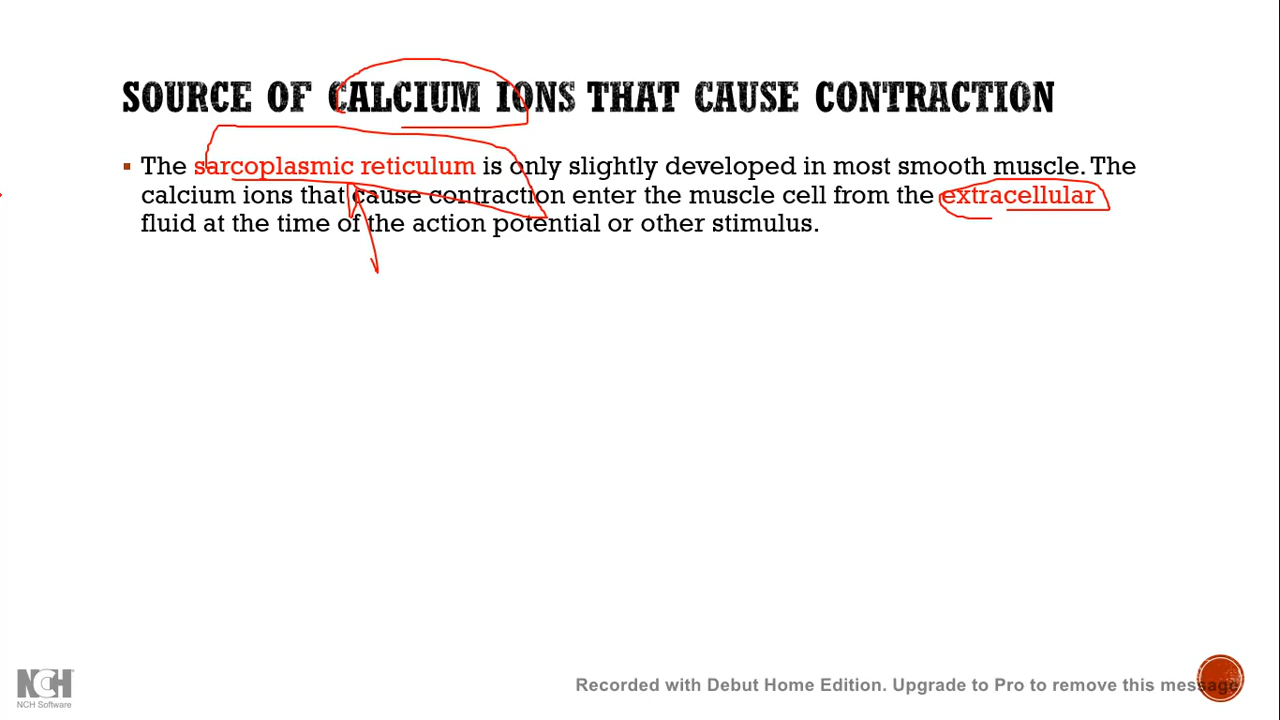 SOURCE OF CALCIUM IONS THAT CAUSE CONTRACTION
▪ The sarcoplasmic reticulum is only slightly developed in most smooth muscle. The
calcium ions that cause contraction enter the muscle cell from the extracellular
fluid at the time of the action potential or other stimulus.
NCH
NCH Software
Recorded with Debut Home Edition. Upgrade to Pro to remove this message